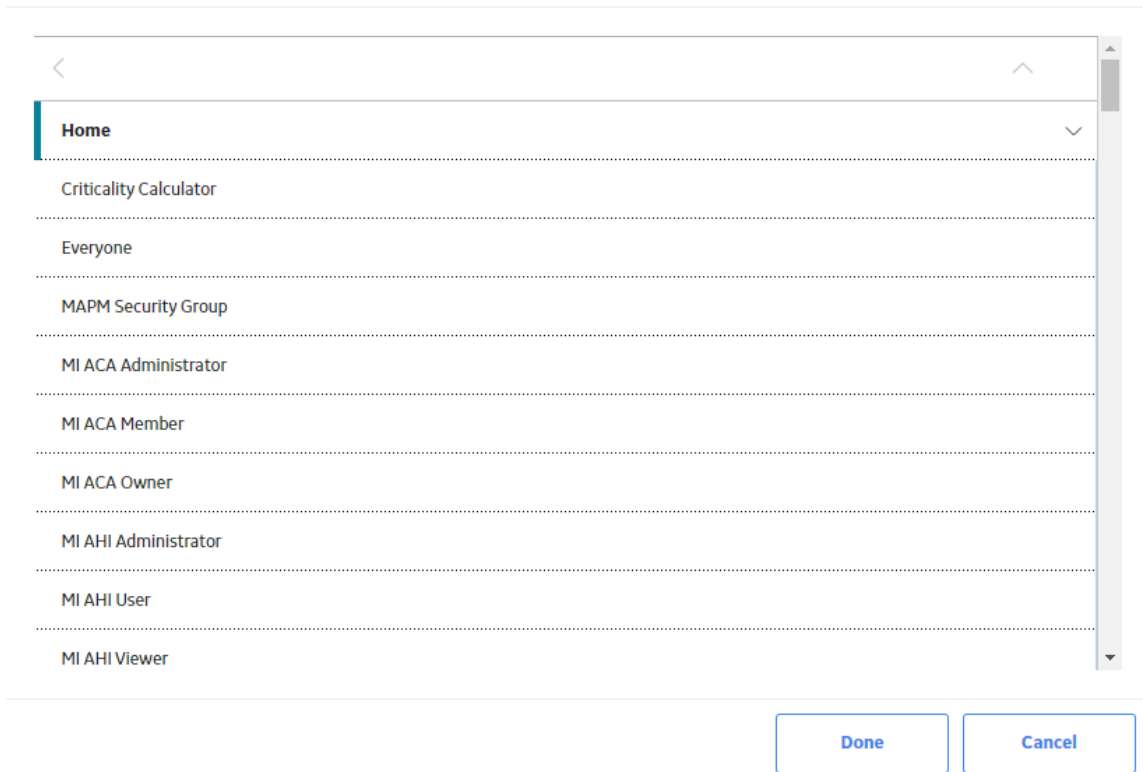 Home
Criticality Calculator
Everyone
MAPM Security Group
MI ACA Administrator
MI ACA Member
MI ACA Owner
MI AHI Administrator
MI AHI User
MI AHI Viewer
Done Cancel